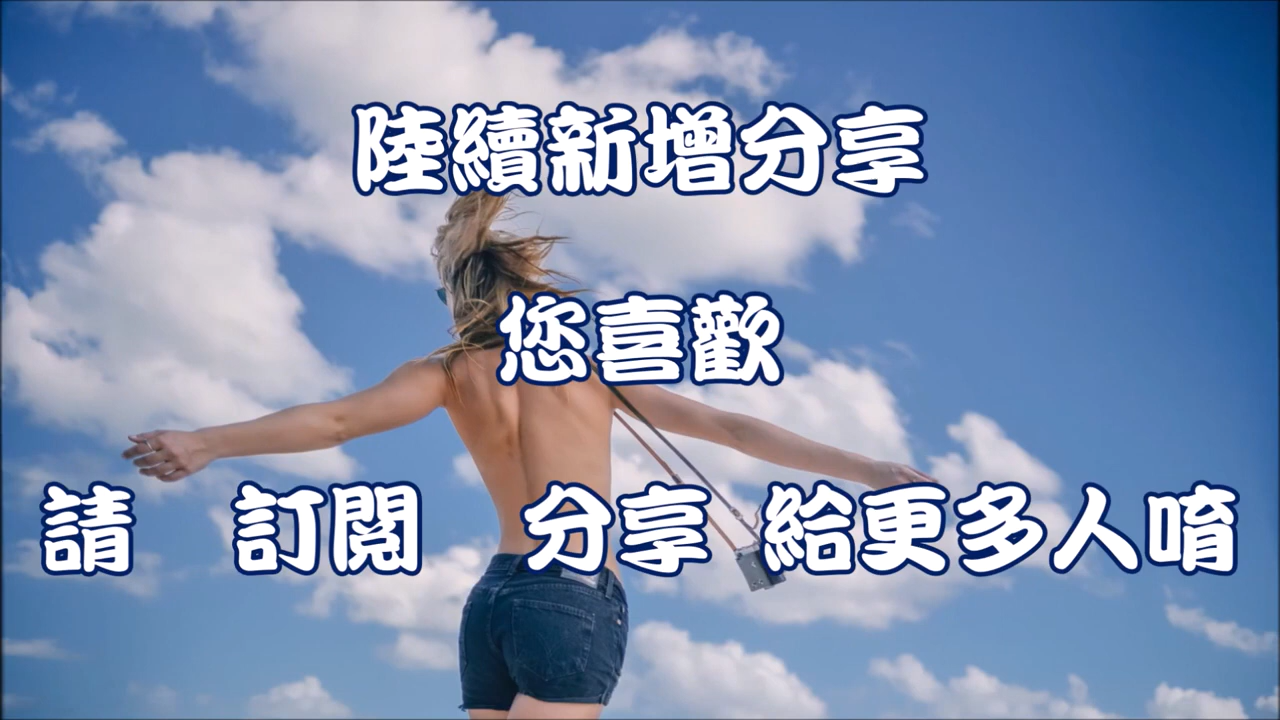 陸續新增分享
您喜歡
請 訂閱 分享 給更多人唷